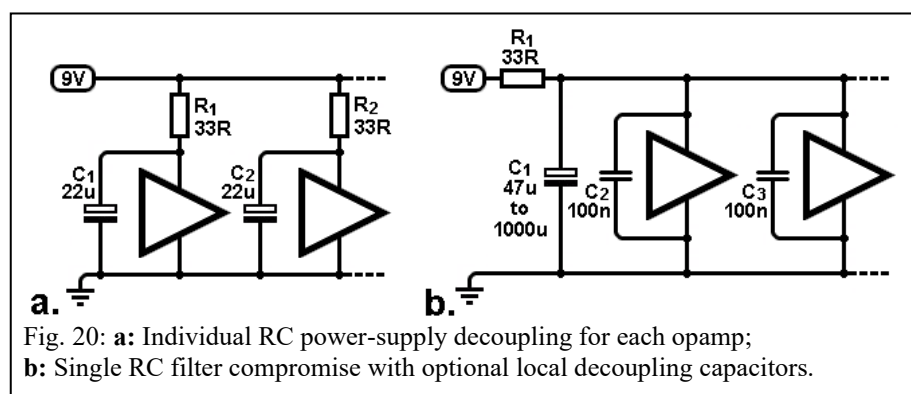 9V
R1
33R
R2
33R
C1
22u
C2
22u
a.
9V
R1
33R
C1
47u
to
1000u
C2
100n
C3
100n
b.
Fig. 20: a: Individual RC power-supply decoupling for each opamp;
b: Single RC filter compromise with optional local decoupling capacitors.